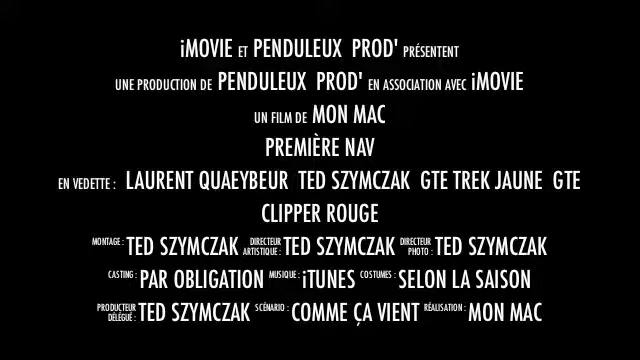 iMOVIE ET PENDULEUX PROD' PRÉSENTENT
UNE PRODUCTION DE PENDULEUX PROD' EN ASSOCIATION AVEC iMOVIE
UN FILM DE MON MAC
PREMIÈRE NAV
EN VEDETTE : LAURENT QUAEYBEUR TED SZYMCZAK GTE TREK JAUNE GTE
CLIPPER ROUGE
MONTAGE : TED SZYMCZAK DIRECTEUR ARTISTIQUE : TED SZYMCZAK DIRECTEUR PHOTO : TED SZYMCZAK
CASTING : PAR OBLIGATION MUSIQUE : iTUNES COSTUMES : SELON LA SAISON
PRODUCTEUR DÉLÉGUÉ : TED SZYMCZAK SCÉNARIO : COMME ÇA VIENT RÉALISATION : MON MAC